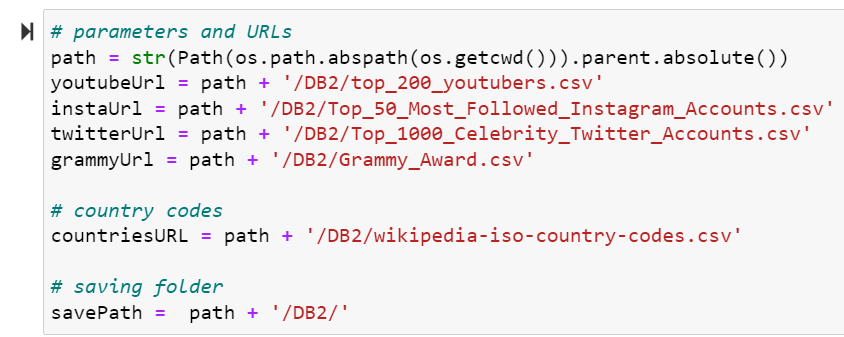 # parameters and URLs
path = str(Path(os.path.abspath(os.getcwd())).parent.absolute())
youtubeUrl = path + '/DB2/top_200_youtubers.csv'
instaUrl = path + '/DB2/Top_50_Most_Followed_Instagram_Accounts.csv'
twitterUrl = path + '/DB2/Top_1000_Celebrity_Twitter_Accounts.csv'
grammyUrl = path + '/DB2/Grammy_Award.csv'
# country codes
countriesURL = path + '/DB2/wikipedia-iso-country-codes.csv'
# saving folder
savePath =  path + '/DB2/'